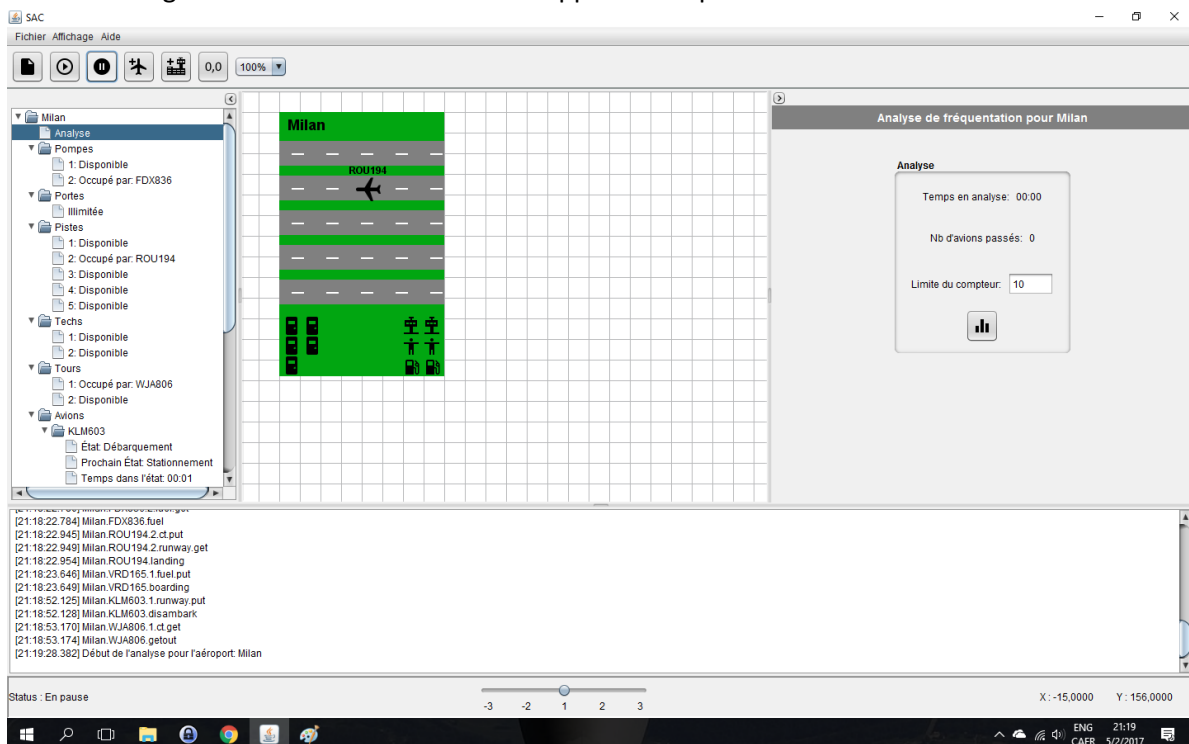 SAC
Fichier Affichage Aide
0,0
100%
Milan
Analyse
Pompes
1: Disponible
2: Occupé par: FDX836
Portes
Illimitée
Pistes
1: Disponible
2: Occupé par: ROU194
3: Disponible
4: Disponible
5: Disponible
Techs
1: Disponible
2: Disponible
Tours
1: Occupé par: WJA806
2: Disponible
Avions
KLM603
État: Débarquement
Prochain État: Stationnement
Temps dans l'état: 00:01
Milan
ROU194
Analyse de fréquentation pour Milan
Analyse
Temps en analyse: 00:00
Nb d'avions passés: 0
Limite du compteur: 10
[21:18:22.784] Milan.FDX836.fuel
[21:18:22.945] Milan.ROU194.2.ct.put
[21:18:22.949] Milan.ROU194.2.runway.get
[21:18:22.954] Milan.ROU194.landing
[21:18:23.646] Milan.VRD165.1.fuel.put
[21:18:23.649] Milan.VRD165.boarding
[21:18:52.125] Milan.KLM603.1.runway.put
[21:18:52.128] Milan.KLM603.disambark
[21:18:53.170] Milan.WJA806.1.ct.get
[21:18:53.174] Milan.WJA806.getout
[21:19:28.382] Début de l'analyse pour l'aéroport: Milan
Status : En pause
-3 -2 1 2 3
X : -15,0000 Y : 156,0000
ENG 21:19
CAFR 5/2/2017